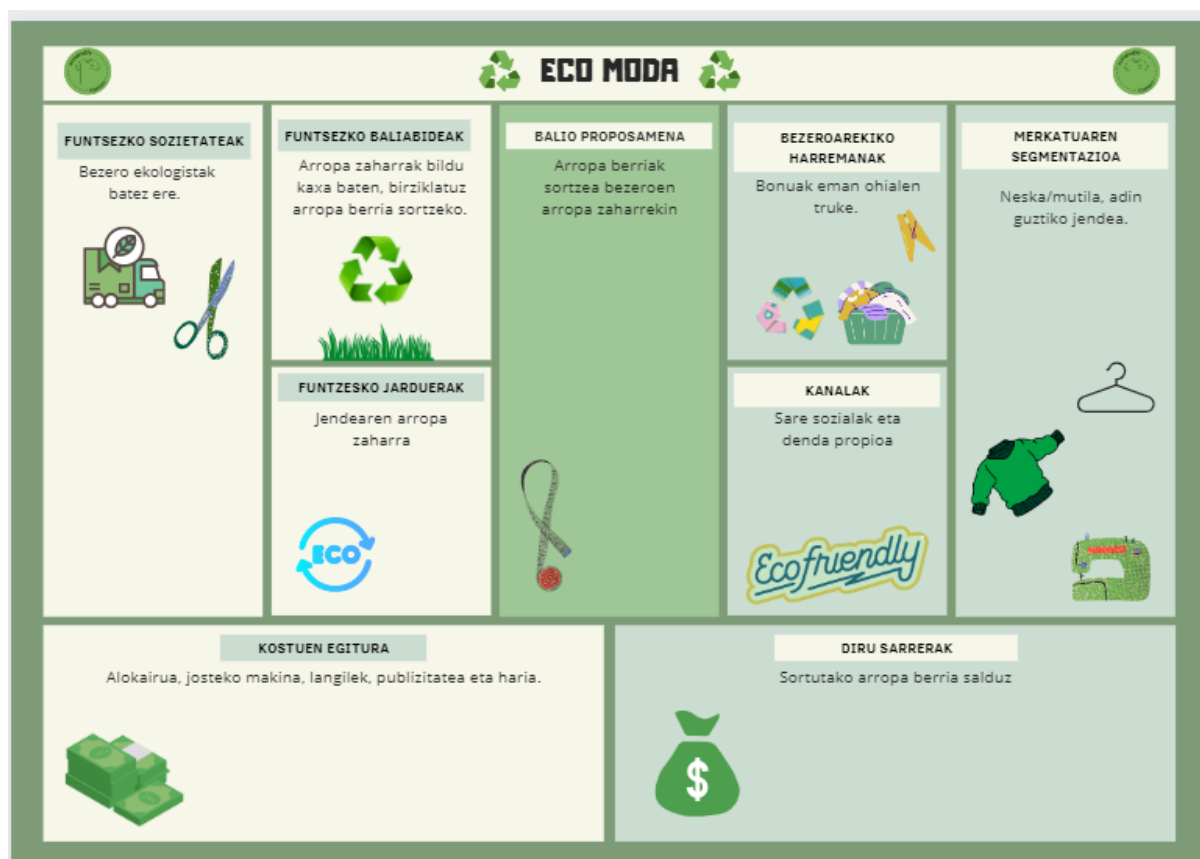 ECO MODA
FUNTSEZKO SOZIETATEAK
Bezero ekologistak
batez ere.
FUNTSEZKO BALIABIDEAK
Arropa zaharrak bildu
kaxa baten, birziklatuz
arropa berria sortzeko.
FUNTZESKO JARDUERAK
Jendearen arropa
zaharra
ECO
BALIO PROPOSAMENA
Arropa berriak
sortzea bezeroen
arropa zaharrekin
BEZEROAREKIKO
HARREMANAK
Bonuak eman ohialen
truke.
KANALAK
Sare sozialak eta
denda propioa
Ecofriendly
MERKATUAREN
SEGMENTAZIOA
Neska/mutila, adin
guztiko jendea.
KOSTUEN EGITURA
Alokairua, josteko makina, langilek, publizitatea eta haria.
DIRU SARRERAK
Sortutako arropa berria salduz
$